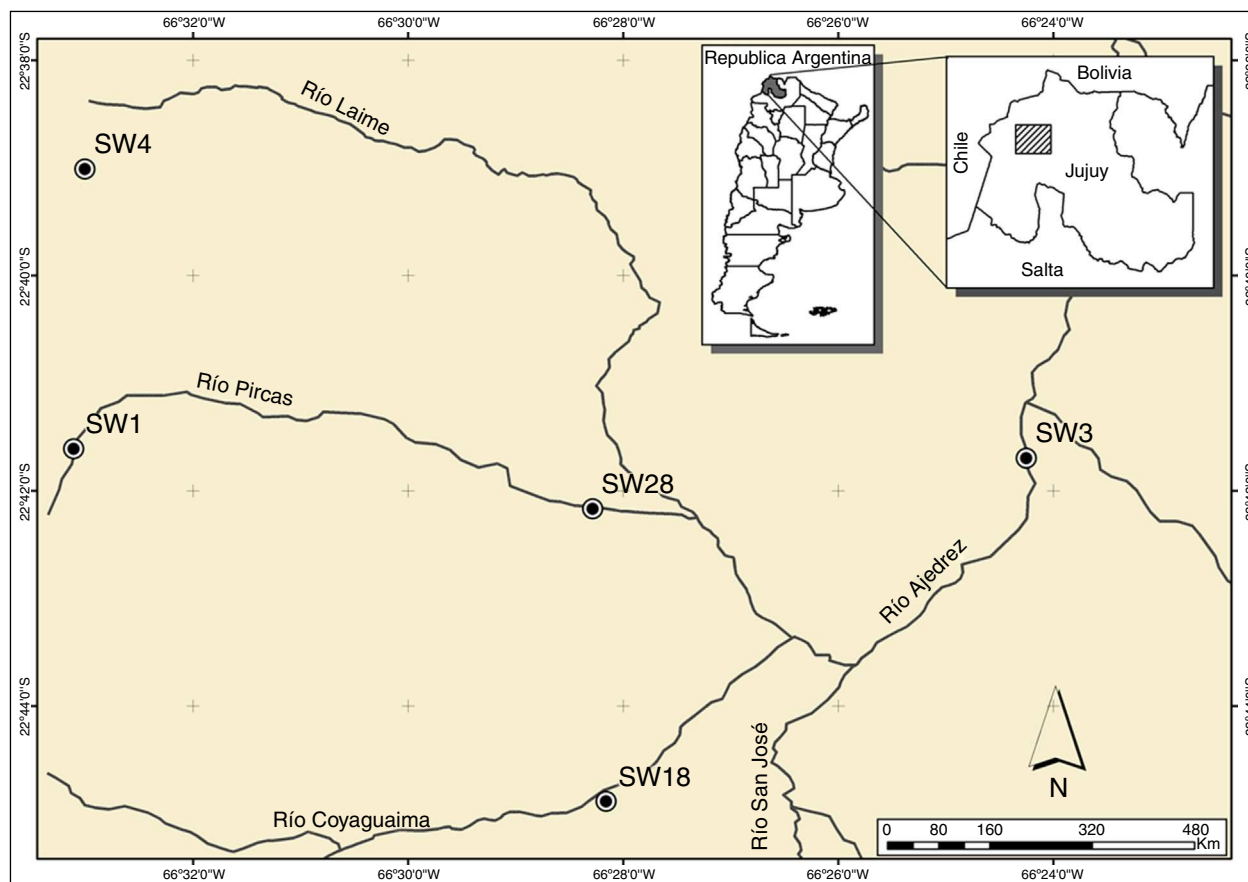 66°32'0"W 66°30'0"W 66°28'0"W 66°26'0"W 66°24'0"W
22°38'0"S
Republica Argentina
Bolivia
Chile
Jujuy
Salta
Río Laime
SW4
22°40'0"S
Río Pircas
SW1
SW3
SW28
22°42'0"S
Río Ajedrez
22°44'0"S
Río San José
SW18
Río Coyaguaima
N
0 80 160 320 480
Km
66°32'0"W 66°30'0"W 66°28'0"W 66°26'0"W 66°24'0"W